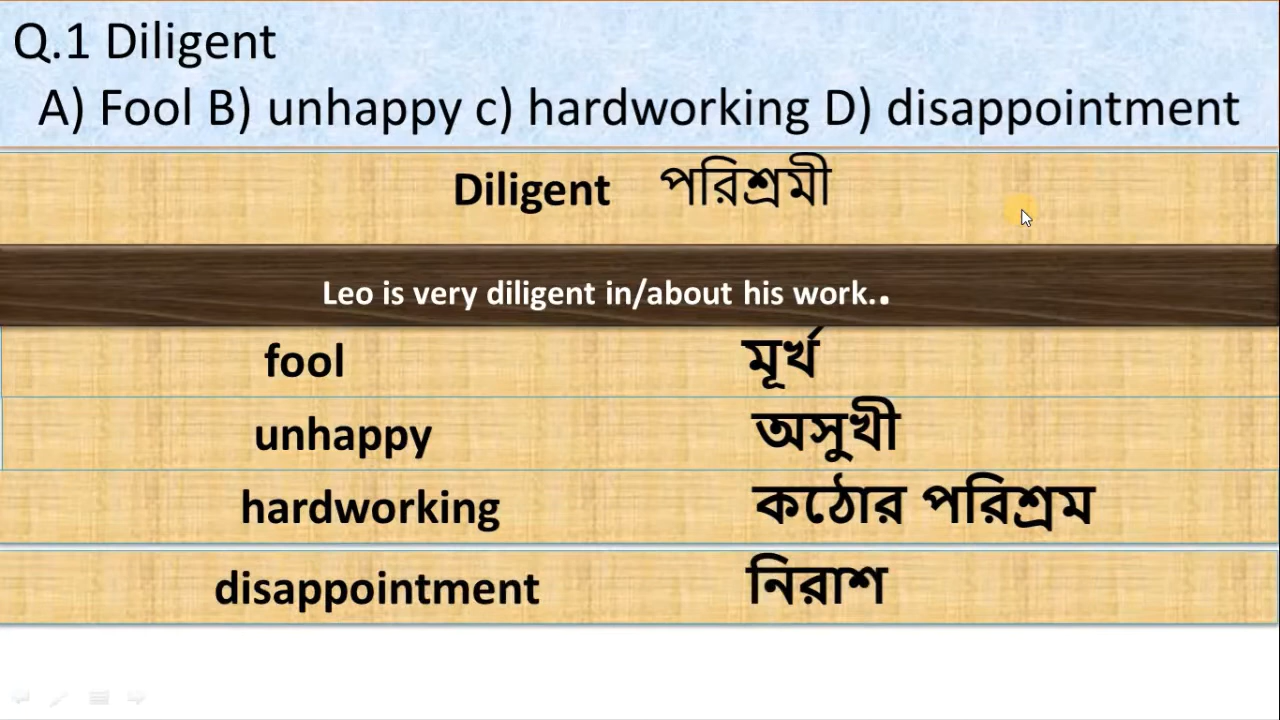 Q.1 Diligent
A) Fool B) unhappy c) hardworking D) disappointment
Diligent পরিশ্রমী
Leo is very diligent in/about his work..
fool মূর্খ
unhappy অসুখী
hardworking কঠোর পরিশ্রম
disappointment নিরাশ